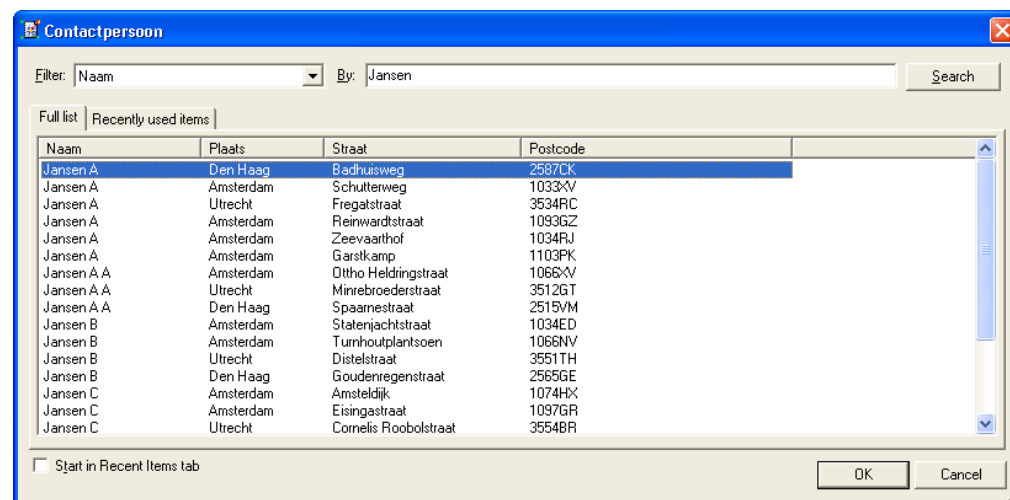 Contactpersoon
Filter: Naam By: Jansen Search
Full list Recently used items
Naam Plaats Straat Postcode
Jansen A Den Haag Badhuisweg 2587CK
Jansen A Amsterdam Schutterweg 1033XV
Jansen A Utrecht Fregatstraat 3534RC
Jansen A Amsterdam Reinwardtstraat 1093GZ
Jansen A Amsterdam Zeevaarthof 1034RJ
Jansen A Amsterdam Garstkamp 1103PK
Jansen A A Amsterdam Ottho Heldringstraat 1066XV
Jansen A A Utrecht Minrebroederstraat 3512GT
Jansen A A Den Haag Spaarnestraat 2515VM
Jansen B Amsterdam Statenjachtstraat 1034ED
Jansen B Amsterdam Turnhoutplantsoen 1066NV
Jansen B Utrecht Distelstraat 3551TH
Jansen B Den Haag Goudenregenstraat 2565GE
Jansen C Amsterdam Amsteldijk 1074HX
Jansen C Amsterdam Eisingastraat 1097GR
Jansen C Utrecht Cornelis Roobolstraat 3554BR
Start in Recent Items tab
OK Cancel